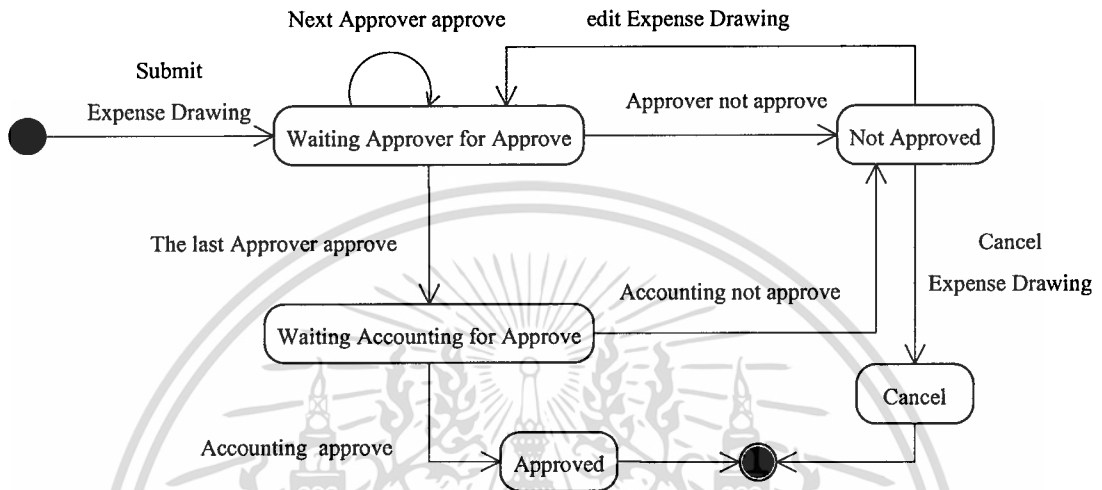 Next Approver approve
edit Expense Drawing
Submit
Expense Drawing
Approver not approve
Waiting Approver for Approve
Not Approved
The last Approver approve
Cancel
Expense Drawing
Accounting not approve
Waiting Accounting for Approve
Cancel
Accounting approve
Approved